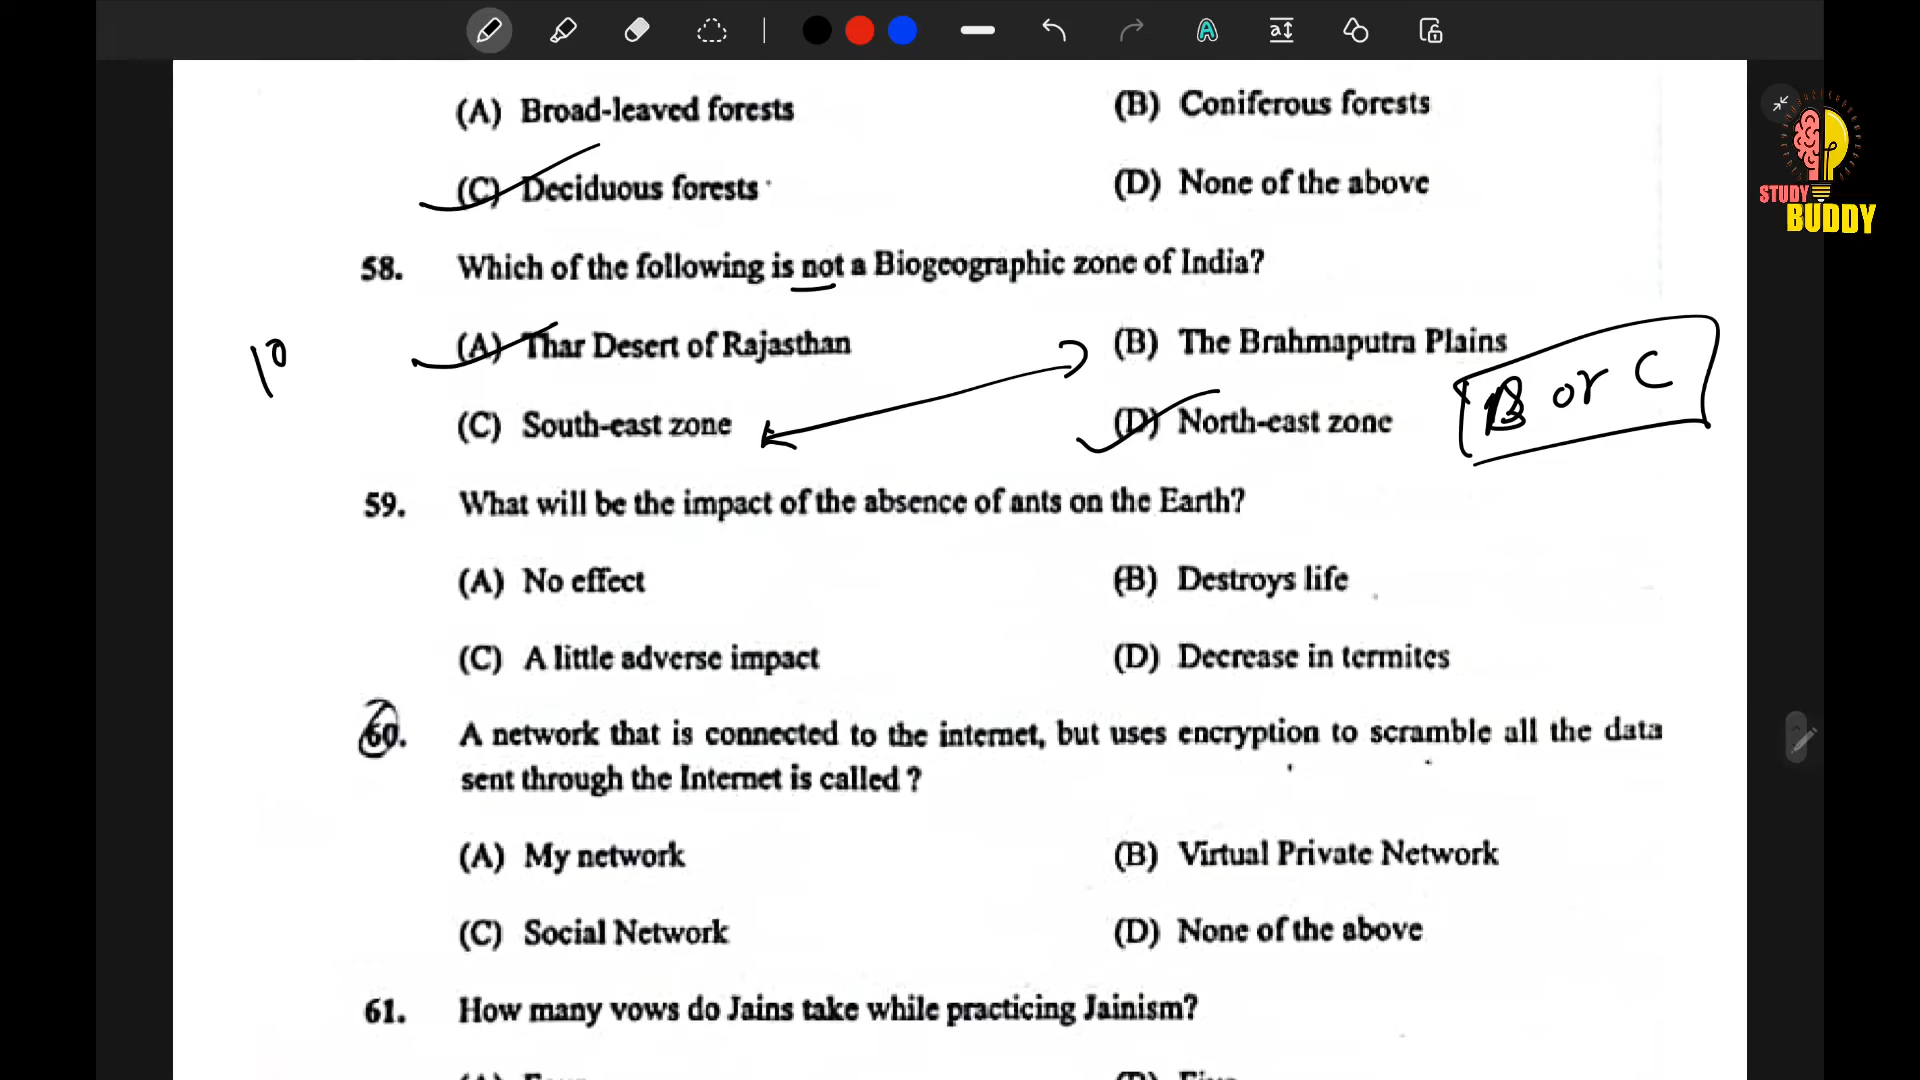 A
aI
(A) Broad-leaved forests (B) Coniferous forests
(C) Deciduous forests (D) None of the above
STUDY
BUDDY
58. Which of the following is not a Biogeographic zone of India?
10 (A) Thar Desert of Rajasthan (B) The Brahmaputra Plains
B or C
(C) South-east zone (D) North-east zone
59. What will be the impact of the absence of ants on the Earth?
(A) No effect (B) Destroys life
(C) A little adverse impact (D) Decrease in termites
60. A network that is connected to the internet, but uses encryption to scramble all the data
sent through the Internet is called ?
(A) My network (B) Virtual Private Network
(C) Social Network (D) None of the above
61. How many vows do Jains take while practicing Jainism?